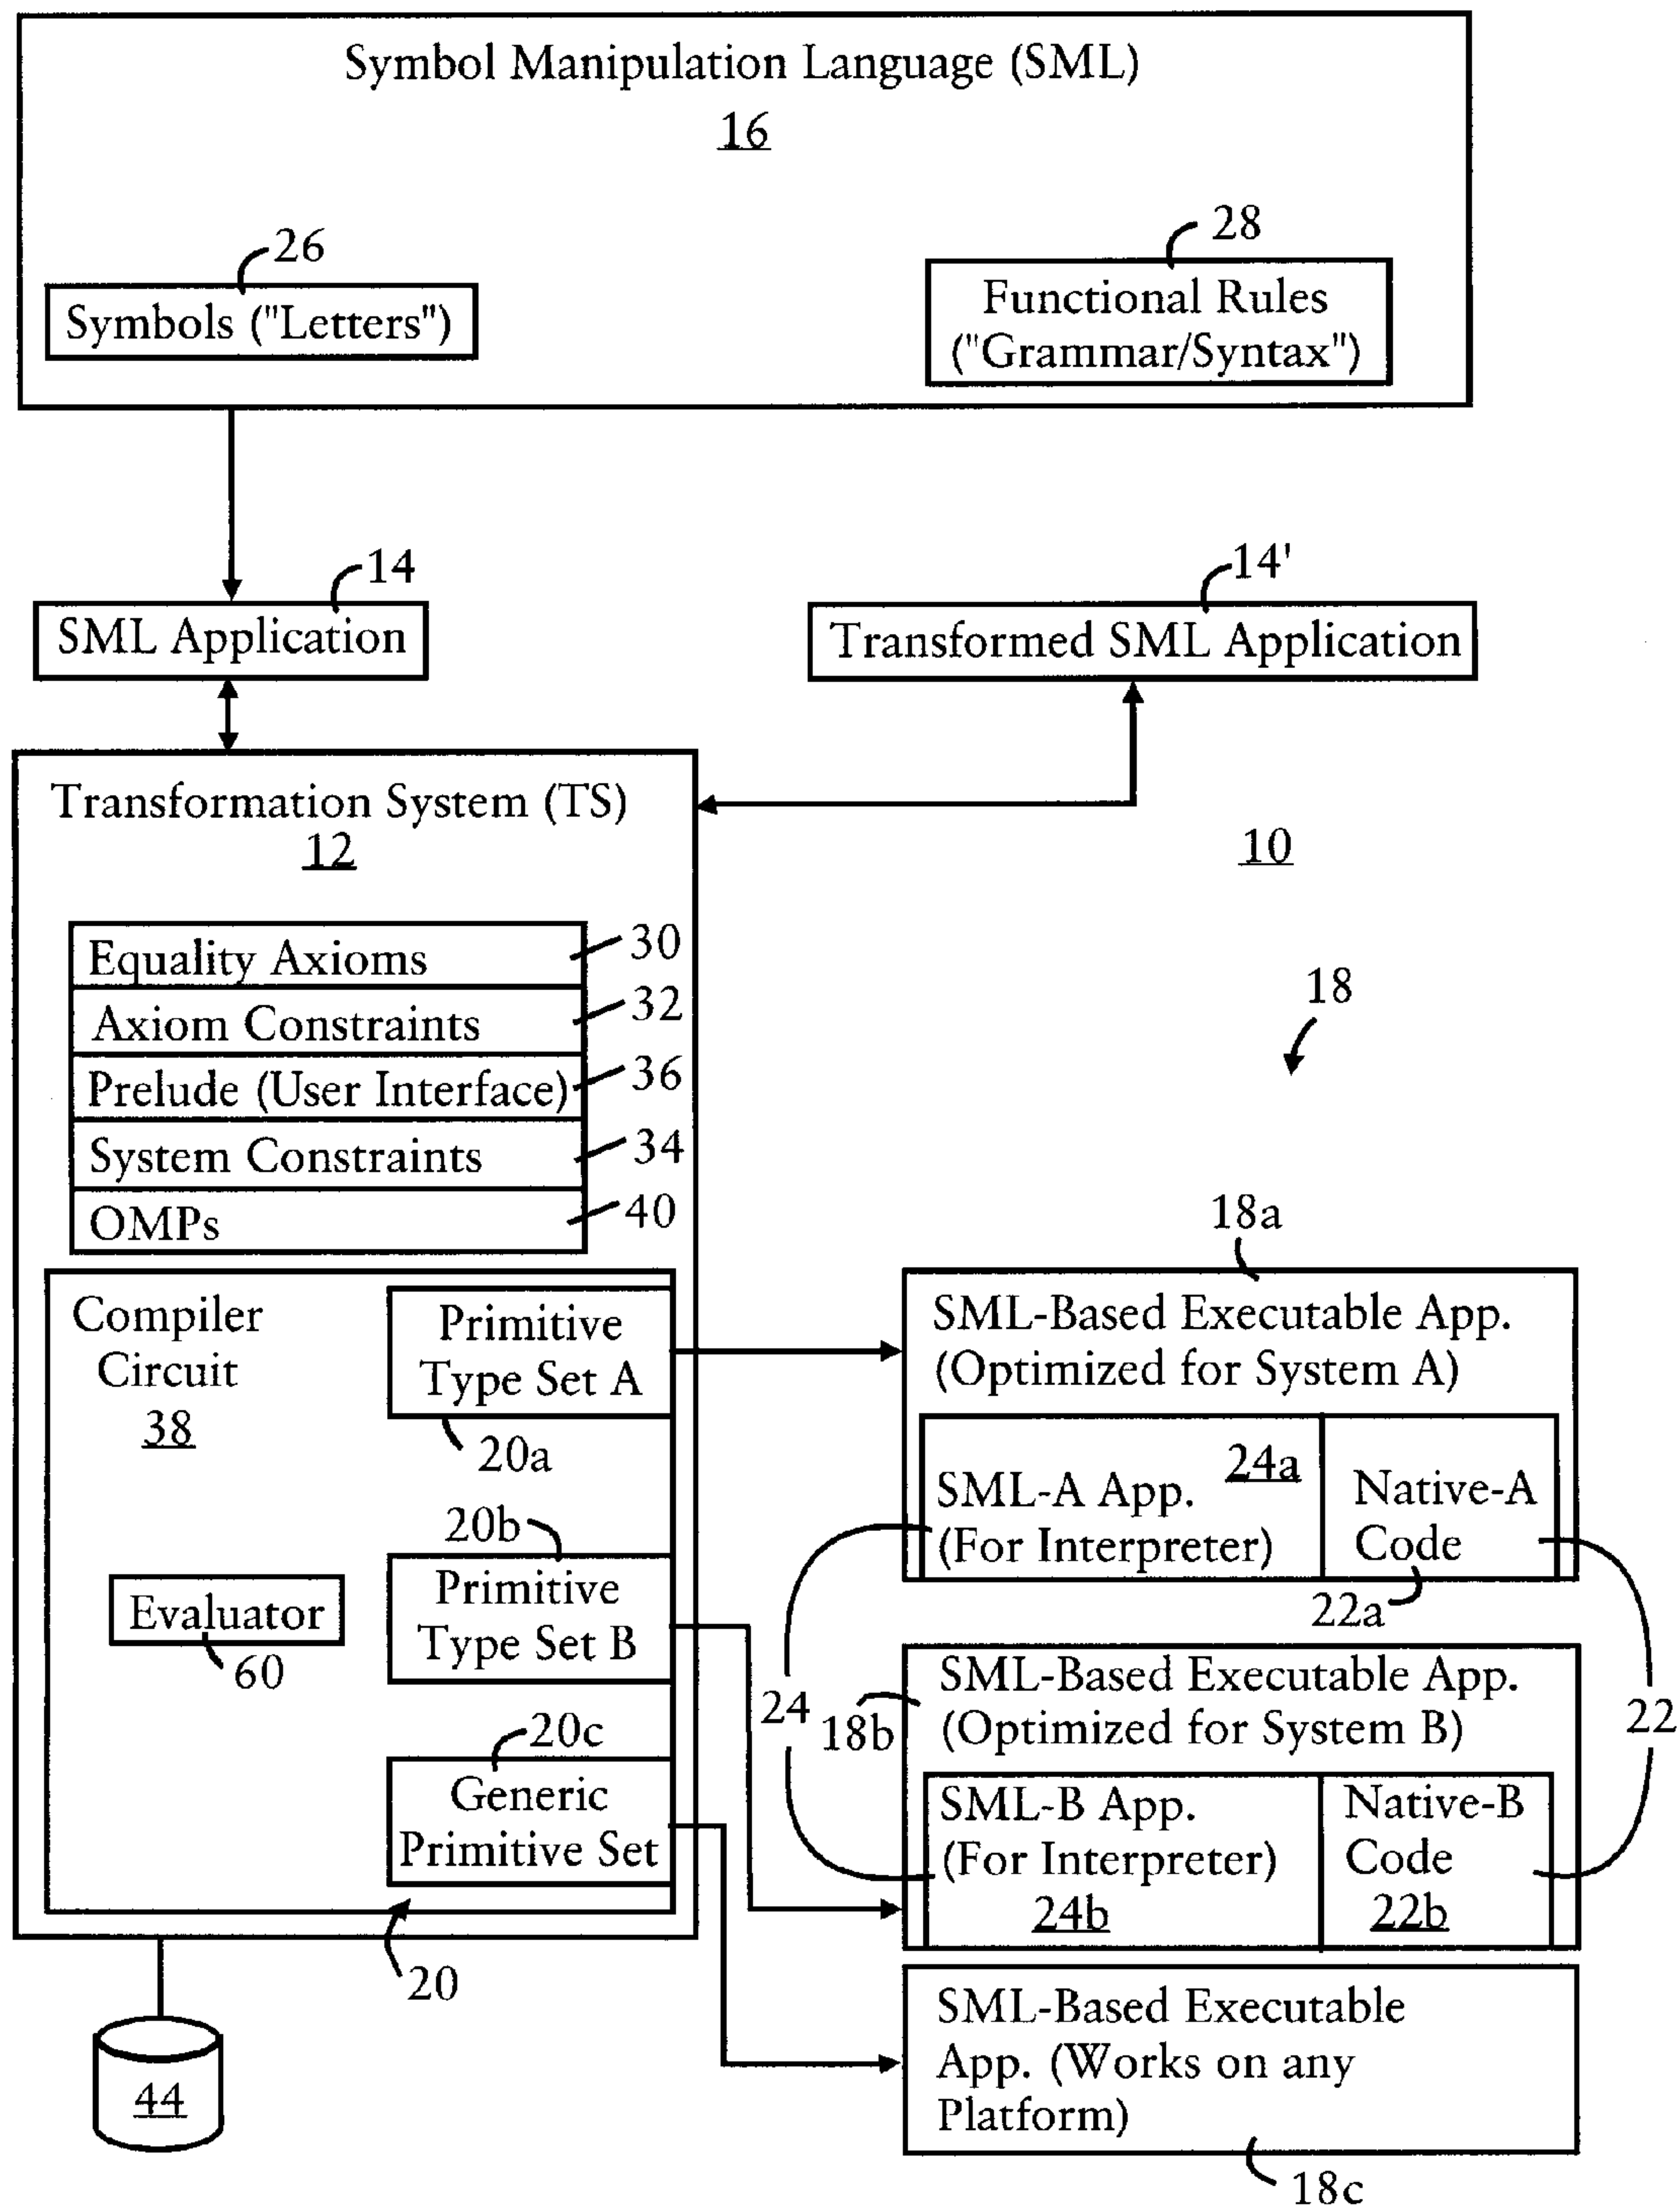 Symbol Manipulation Language (SML)
16
26
Symbols ("Letters")
28
Functional Rules
("Grammar/Syntax")
14
SML Application
14'
Transformed SML Application
Transformation System (TS)
12
10
Equality Axioms
30
Axiom Constraints
32
Prelude (User Interface)
36
System Constraints
34
OMPs
40
18
Compiler
Circuit
38
Primitive
Type Set A
20a
20b
Primitive
Type Set B
Evaluator
60
20c
Generic
Primitive Set
20
44
18a
SML-Based Executable App.
(Optimized for System A)
24a
SML-A App.
(For Interpreter)
Native-A
Code
22a
24
22
18b
SML-Based Executable App.
(Optimized for System B)
SML-B App.
(For Interpreter)
24b
Native-B
Code
22b
SML-Based Executable
App. (Works on any
Platform)
18c